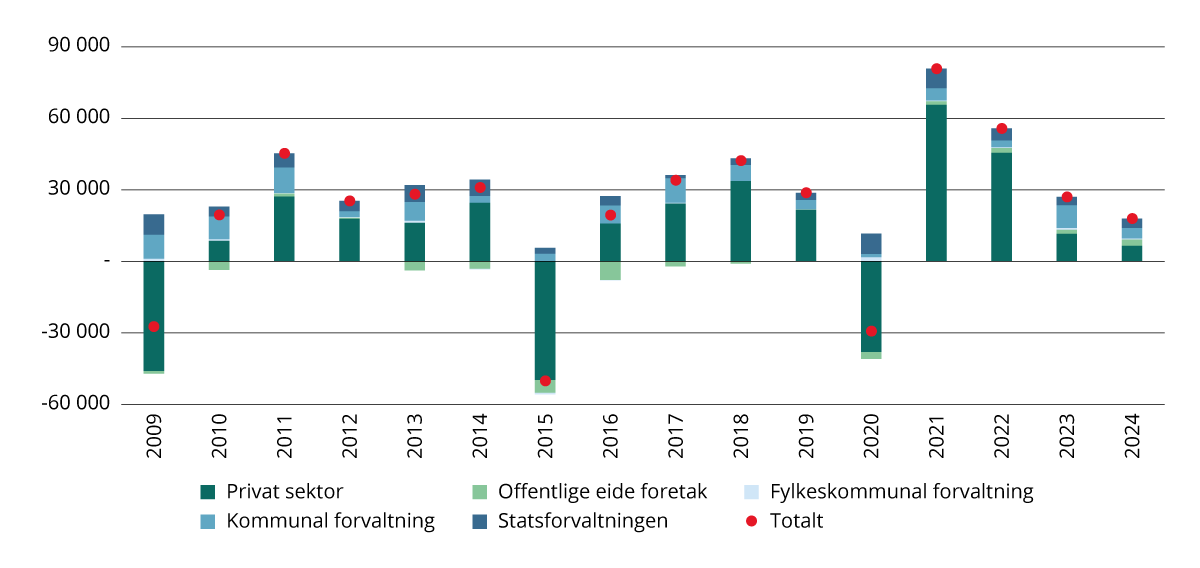 90 000
60 000
30 000
-
-30 000
-60 000
2009 2010 2011 2012 2013 2014 2015 2016 2017 2018 2019 2020 2021 2022 2023 2024
Privat sektor Offentlige eide foretak Fylkeskommunal forvaltning
Kommunal forvaltning Statsforvaltningen Totalt